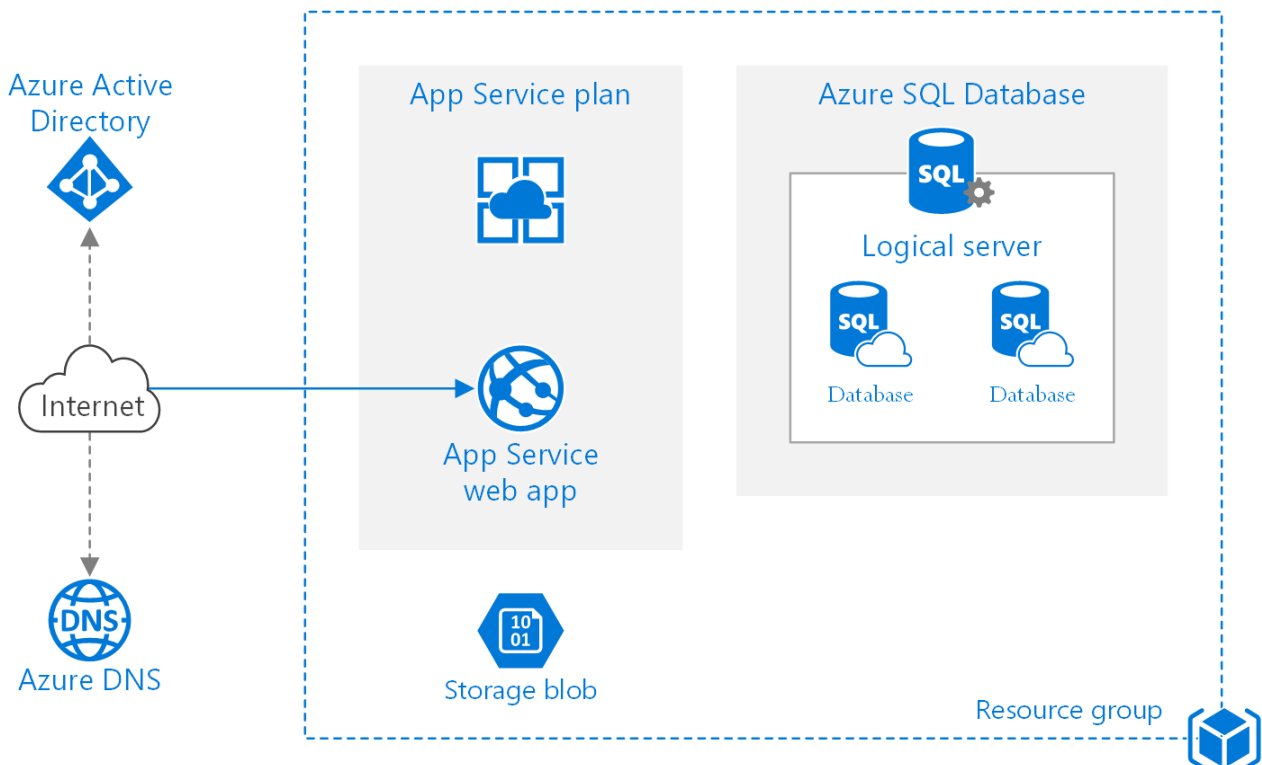 Azure Active
Directory
Internet
DNS
Azure DNS
App Service plan
App Service
web app
10
01
Storage blob
Azure SQL Database
SQL
Logical server
SQL
SQL
Database
Database
Resource group